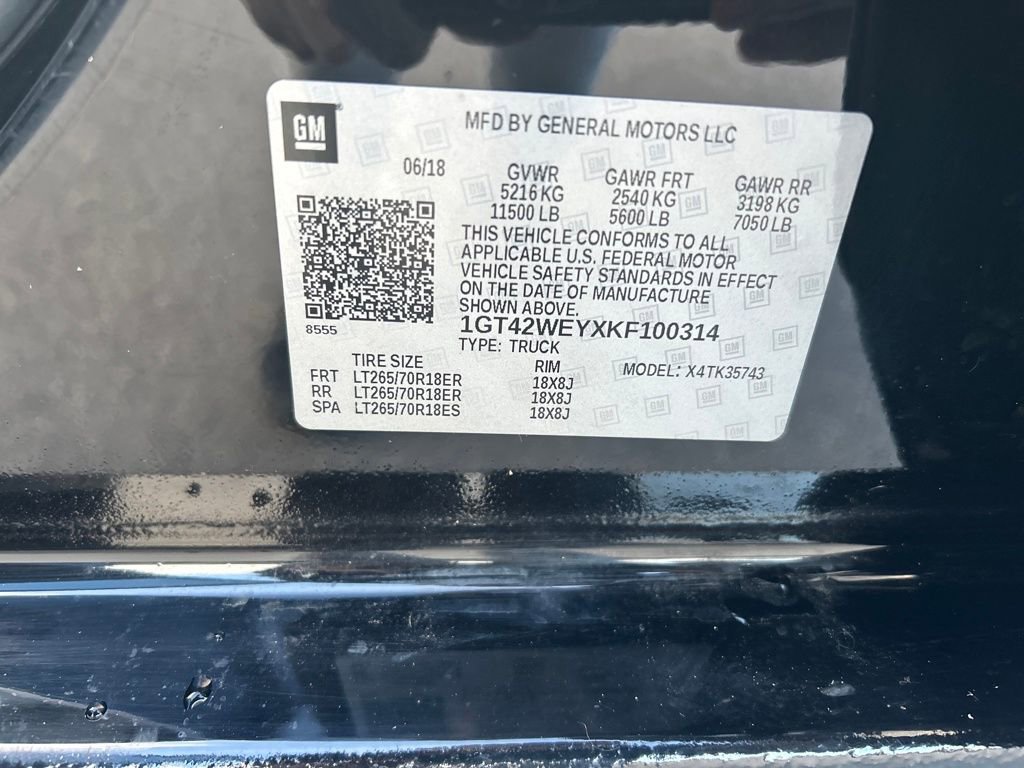 GM
MFD BY GENERAL MOTORS LLC
06/18
GVWR GAWR FRT GAWR RR
5216 KG 2540 KG 3198 KG
11500 LB 5600 LB 7050 LB
THIS VEHICLE CONFORMS TO ALL
APPLICABLE U.S. FEDERAL MOTOR
VEHICLE SAFETY STANDARDS IN EFFECT
ON THE DATE OF MANUFACTURE
SHOWN ABOVE.
8555
1GT42WEYXKF100314
TYPE: TRUCK
TIRE SIZE RIM MODEL: X4TK35743
FRT LT265/70R18ER 18X8J
RR LT265/70R18ER 18X8J
SPA LT265/70R18ES 18X8J